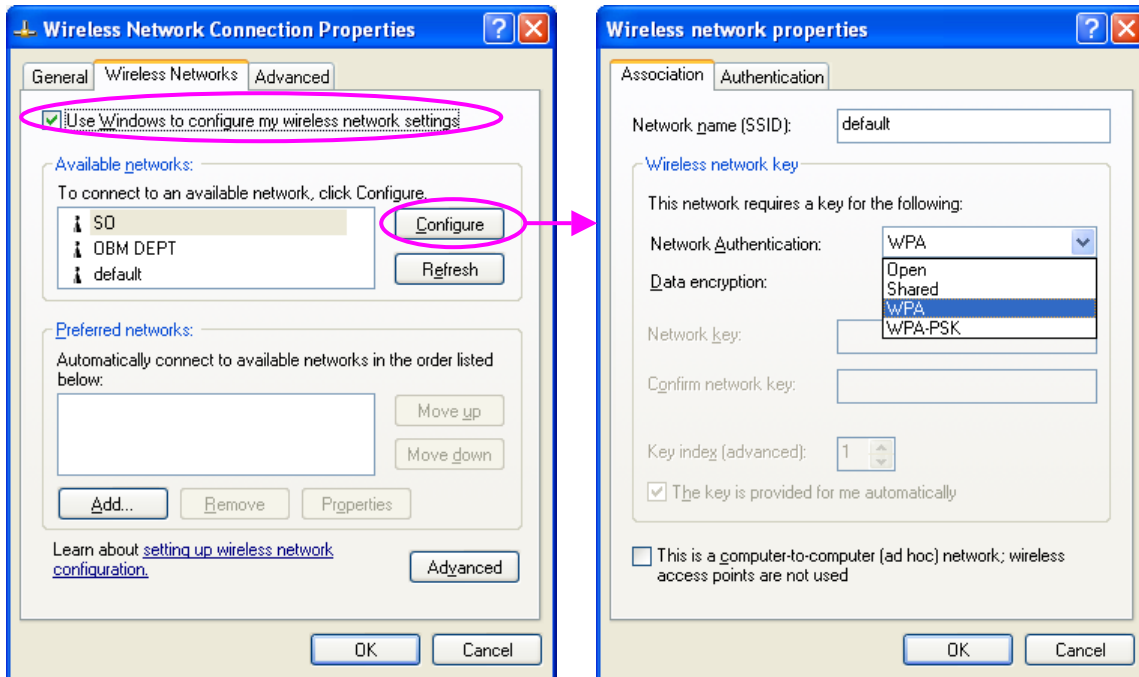 Wireless Network Connection Properties
General
Wireless Networks
Advanced
Use Windows to configure my wireless network settings
Available networks:
To connect to an available network, click Configure.
SO
OBM DEPT
default
Configure
Refresh
Preferred networks:
Automatically connect to available networks in the order listed
below:
Move up
Move down
Add...
Remove
Properties
Learn about setting up wireless network
configuration.
Advanced
OK
Cancel
Wireless network properties
Association
Authentication
Network name (SSID):
default
Wireless network key
This network requires a key for the following:
Network Authentication:
WPA
Open
Shared
WPA
WPA-PSK
Data encryption:
Network key:
Confirm network key:
Key index (advanced):
1
The key is provided for me automatically
This is a computer-to-computer (ad hoc) network; wireless
access points are not used
OK
Cancel